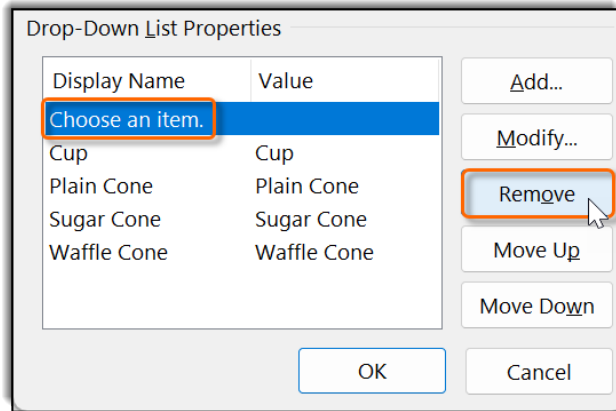 Drop-Down List Properties
Display Name Value
Choose an item.
Cup Cup
Plain Cone Plain Cone
Sugar Cone Sugar Cone
Waffle Cone Waffle Cone
Add...
Modify...
Remove
Move Up
Move Down
OK Cancel